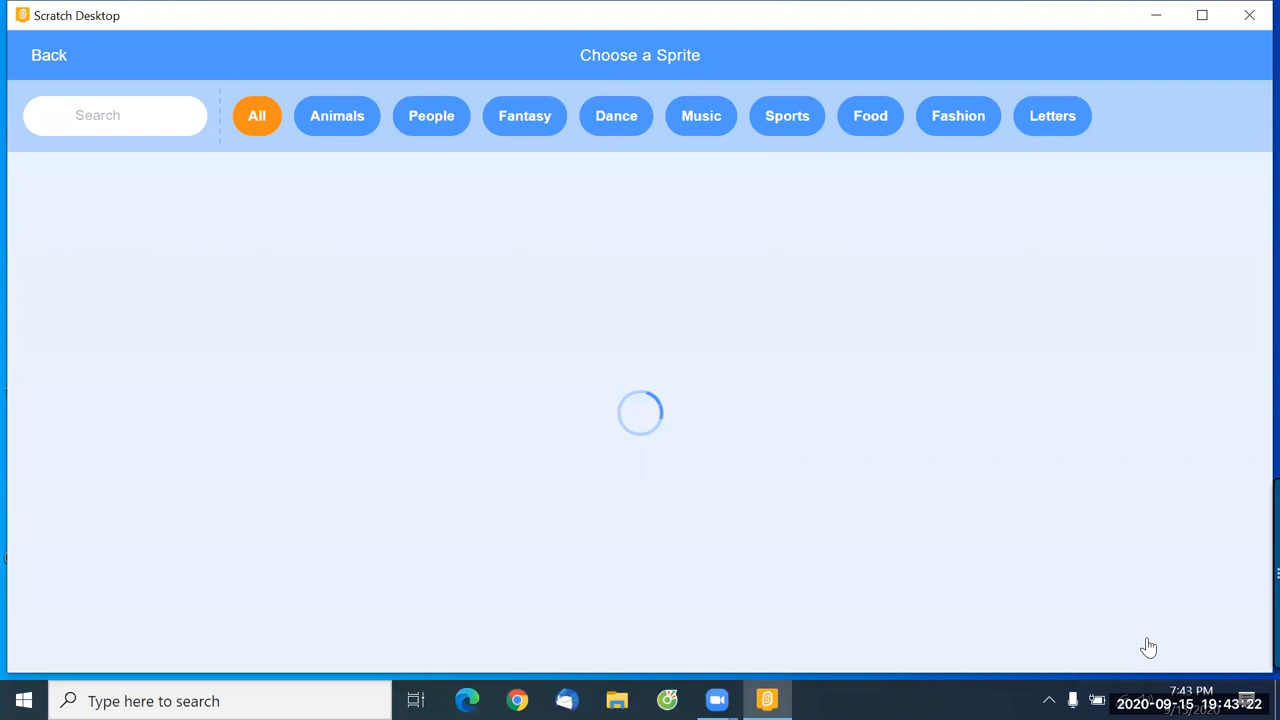 Scratch Desktop
Back
Choose a Sprite
Search
All
Animals
People
Fantasy
Dance
Music
Sports
Food
Fashion
Letters
Type here to search
7:43 PM
2020-09-15 19:43:22